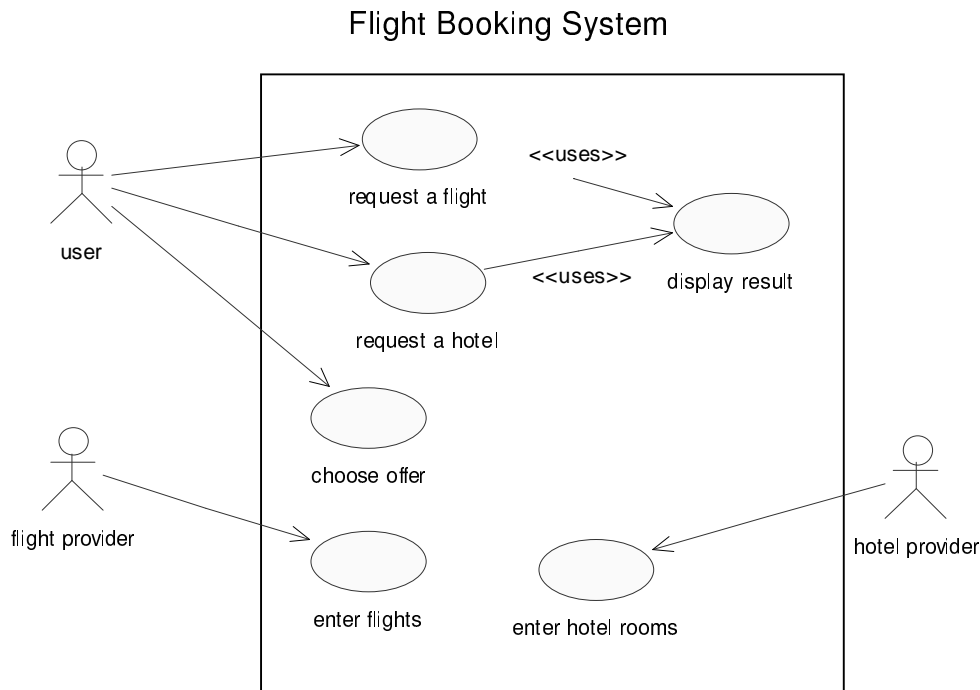 Flight Booking System
<<uses>>
request a flight
user
<<uses>>
display result
request a hotel
choose offer
flight provider
hotel provider
enter flights
enter hotel rooms